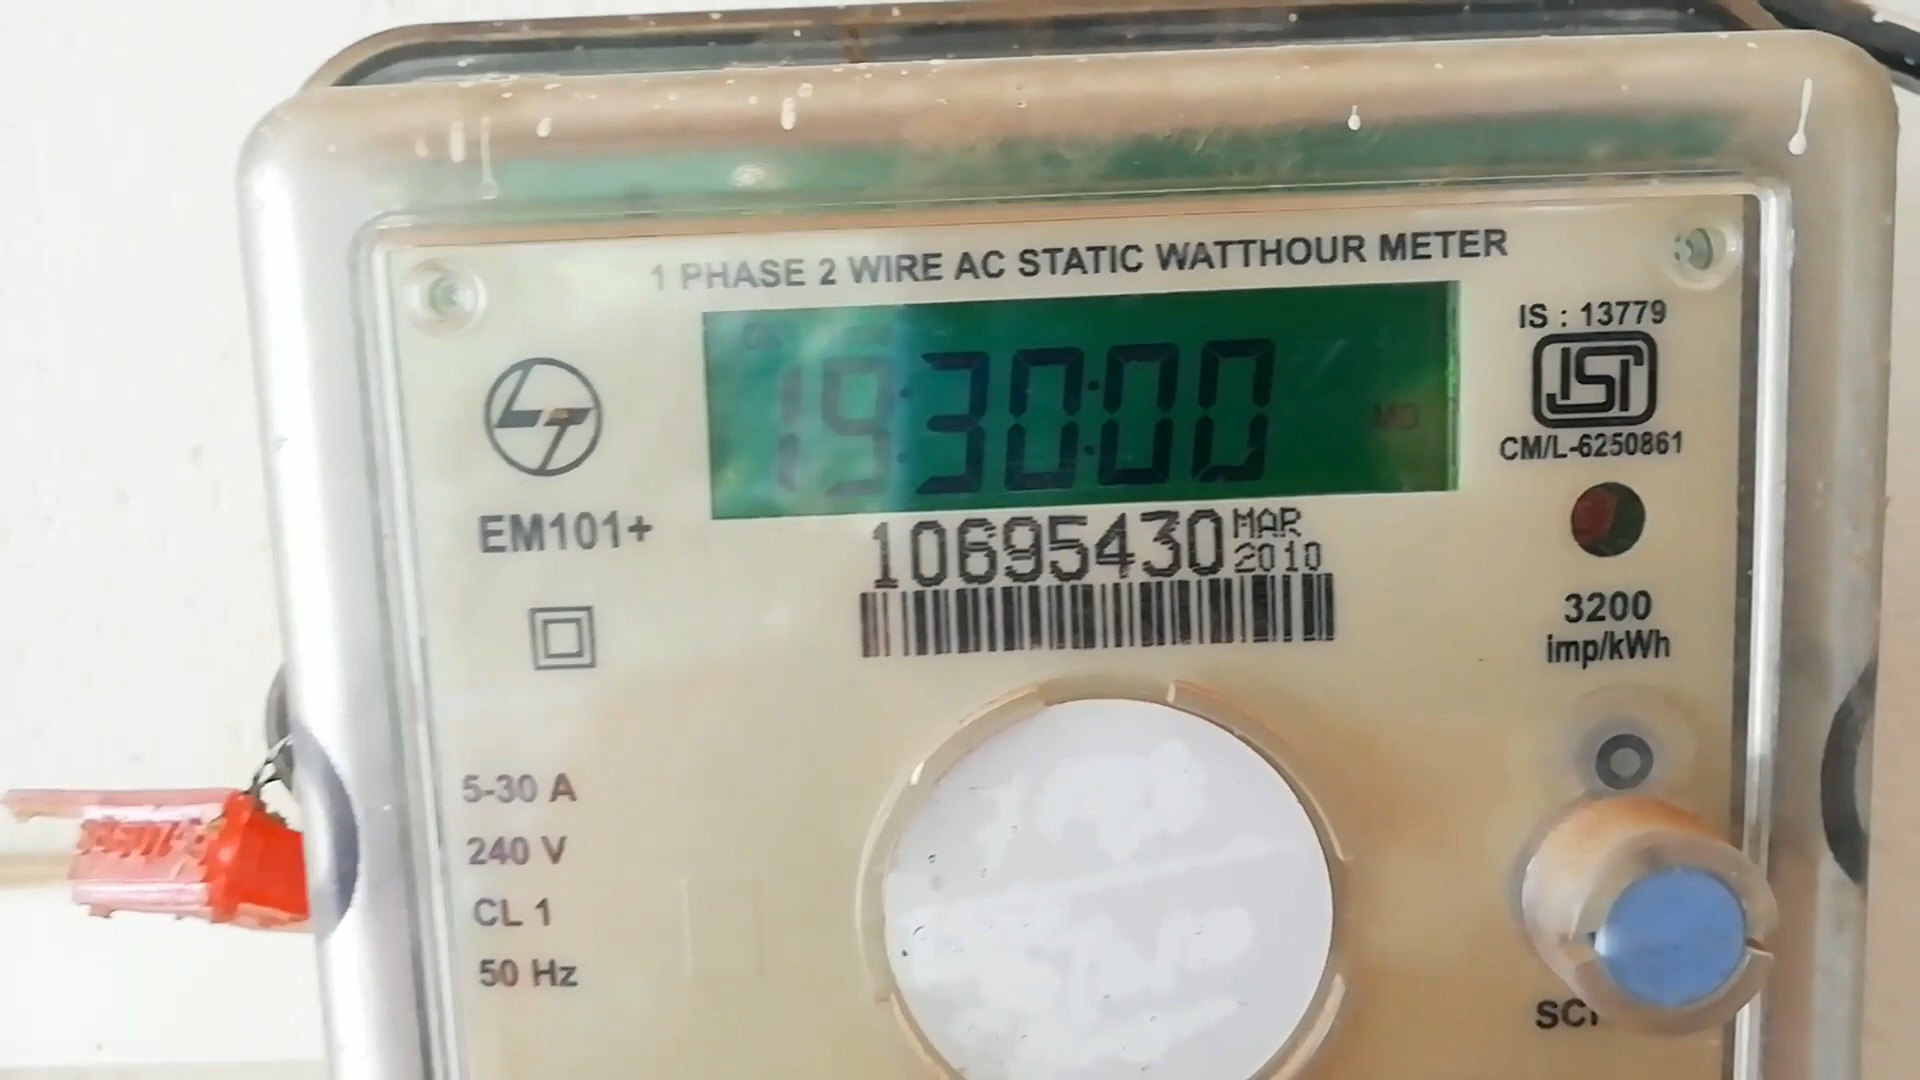 1 PHASE 2 WIRE AC STATIC WATTHOUR METER
19:30:00
IS : 13779
ISI
CM/L-6250861
LT
EM101+
10695430 MAR
2010
3200
imp/kWh
5-30 A
240 V
CL 1
50 Hz